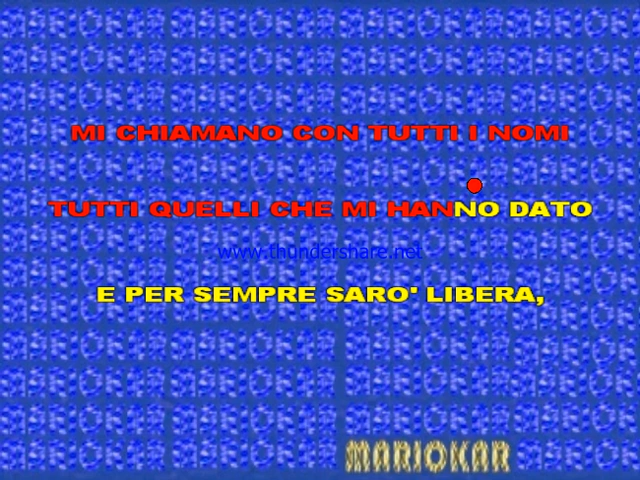 MI CHIAMANO CON TUTTI I NOMI
TUTTI QUELLI CHE MI HANNO DATO
www.thundershare.net
E PER SEMPRE SARO' LIBERA,
MARIOKAR